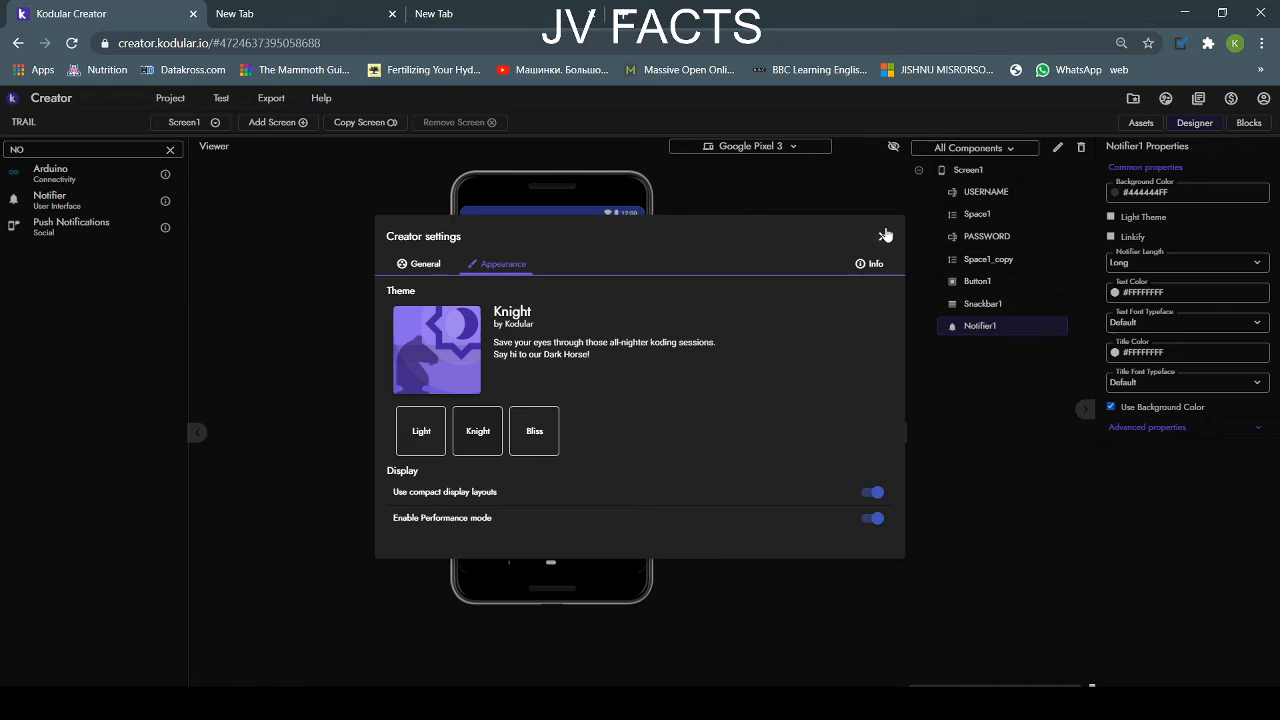 Kodular Creator
New Tab
New Tab
JV FACTS
creator.kodular.io/#4724637395058688
K
Apps
Nutrition
Datakross.com
The Mammoth Gui...
Fertilizing Your Hyd...
Машинки. Большо...
Massive Open Onli...
BBC Learning Englis...
JISHNU MISRORSO...
WhatsApp web
»
Creator
Project
Test
Export
Help
TRAIL
Screen1
Add Screen
Copy Screen
Remove Screen
Assets
Designer
Blocks
NO
Arduino
Connectivity
Notifier
User Interface
Push Notifications
Social
Viewer
Google Pixel 3
12:00
All Components
Screen1
USERNAME
Space1
PASSWORD
Space1_copy
Button1
Snackbar1
Notifier1
Notifier1 Properties
Common properties
Background Color
#444444FF
Light Theme
Linkify
Notifier Length
Long
Text Color
#FFFFFFFF
Text Font Typeface
Default
Title Color
#FFFFFFFF
Title Font Typeface
Default
Use Background Color
Advanced properties
Creator settings
General
Appearance
Info
Theme
Knight
by Kodular
Save your eyes through those all-nighter koding sessions.
Say hi to our Dark Horse!
Light
Knight
Bliss
Display
Use compact display layouts
Enable Performance mode